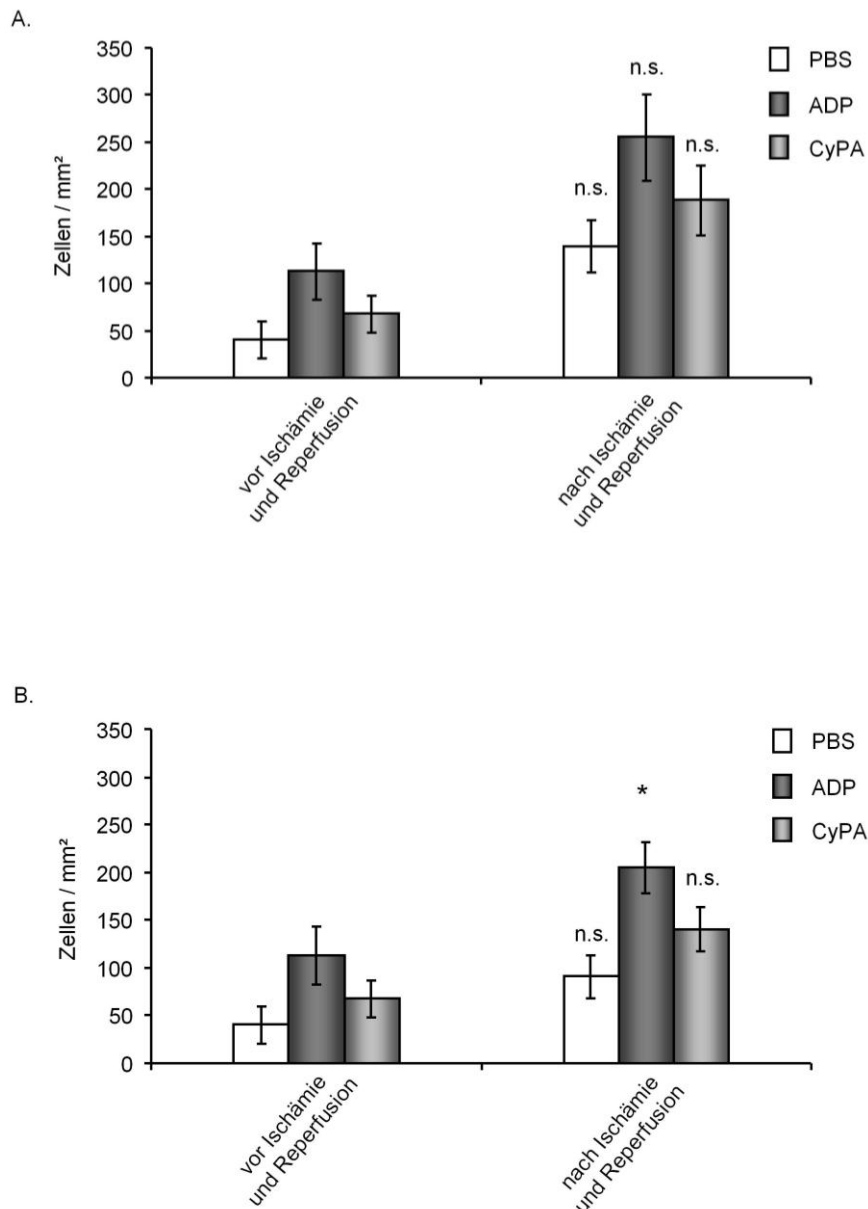 A.
350
300
250
200
150
100
50
0
Zellen / mm²
n.s.
n.s.
n.s.
PBS
ADP
CyPA
vor Ischämie
und Reperfusion
nach Ischämie
und Reperfusion
B.
350
300
250
200
150
100
50
0
Zellen / mm²
n.s.
*
n.s.
PBS
ADP
CyPA
vor Ischämie
und Reperfusion
nach Ischämie
und Reperfusion